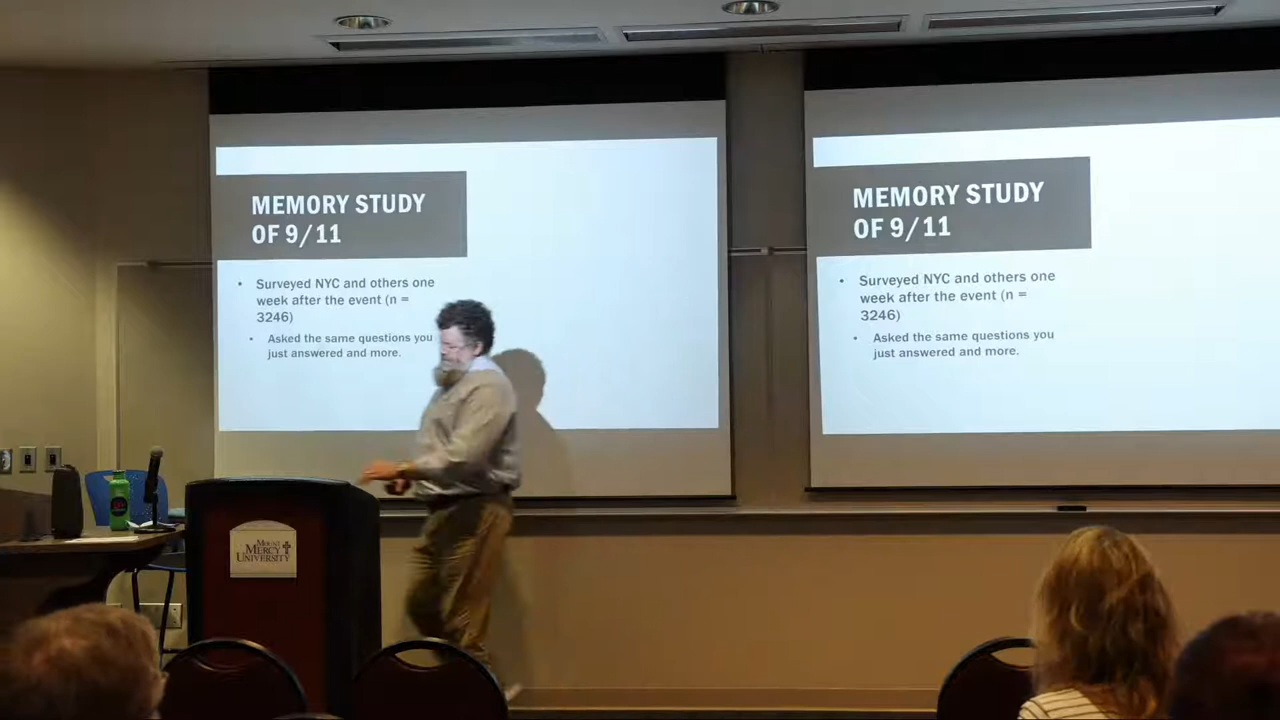 MEMORY STUDY
OF 9/11
• Surveyed NYC and others one
week after the event (n =
3246)
• Asked the same questions you
just answered and more.
MEMORY STUDY
OF 9/11
• Surveyed NYC and others one
week after the event (n =
3246)
• Asked the same questions you
just answered and more.
MOUNT
MERCY
UNIVERSITY